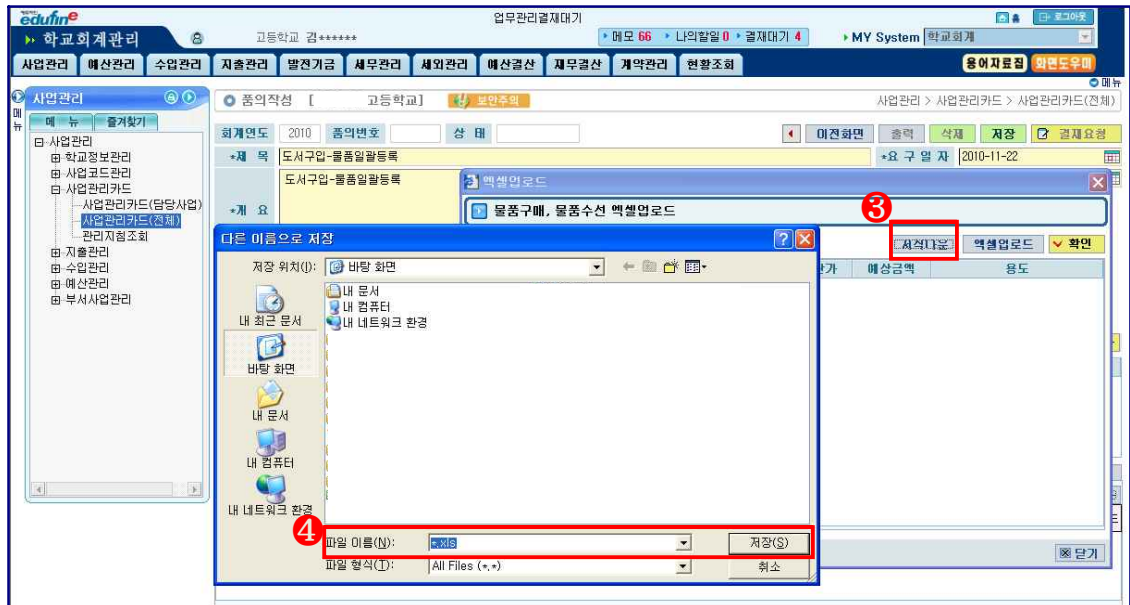 edufine 업무관리결재대기 로그아웃
학교회계관리 고등학교 김****** 메모 66 나의할일 0 결재대기 4 MY System 학교회계
사업관리 예산관리 수입관리 지출관리 발전기금 세무관리 세외관리 예산결산 재무결산 계약관리 현황조회 용어자료집 화면도우미
메뉴
메뉴
사업관리
메 뉴 즐겨찾기
사업관리
학교정보관리
사업코드관리
사업관리카드
사업관리카드(담당사업)
사업관리카드(전체)
관리지침조회
지출관리
수입관리
예산관리
부서사업관리
품의작성 [ 고등학교] 보안주의 사업관리 > 사업관리카드 > 사업관리카드(전체)
회계연도 2010 품의번호 상 태 이전화면 출력 삭제 저장 결재요청
*제 목 도서구입-물품일괄등록 *요 구 일 자 2010-11-22
*개 요 도서구입-물품일괄등록
엑셀업로드
물품구매, 물품수선 엑셀업로드
3
서식다운 엑셀업로드 확인
예상금액 용도
다른 이름으로 저장
저장 위치(I): 바탕 화면
내 문서
내 컴퓨터
내 네트워크 환경
내 최근 문서
바탕 화면
내 문서
내 컴퓨터
내 네트워크 환경
4
파일 이름(N): *.xls 저장(S)
파일 형식(T): All Files (*.*) 취소
닫기